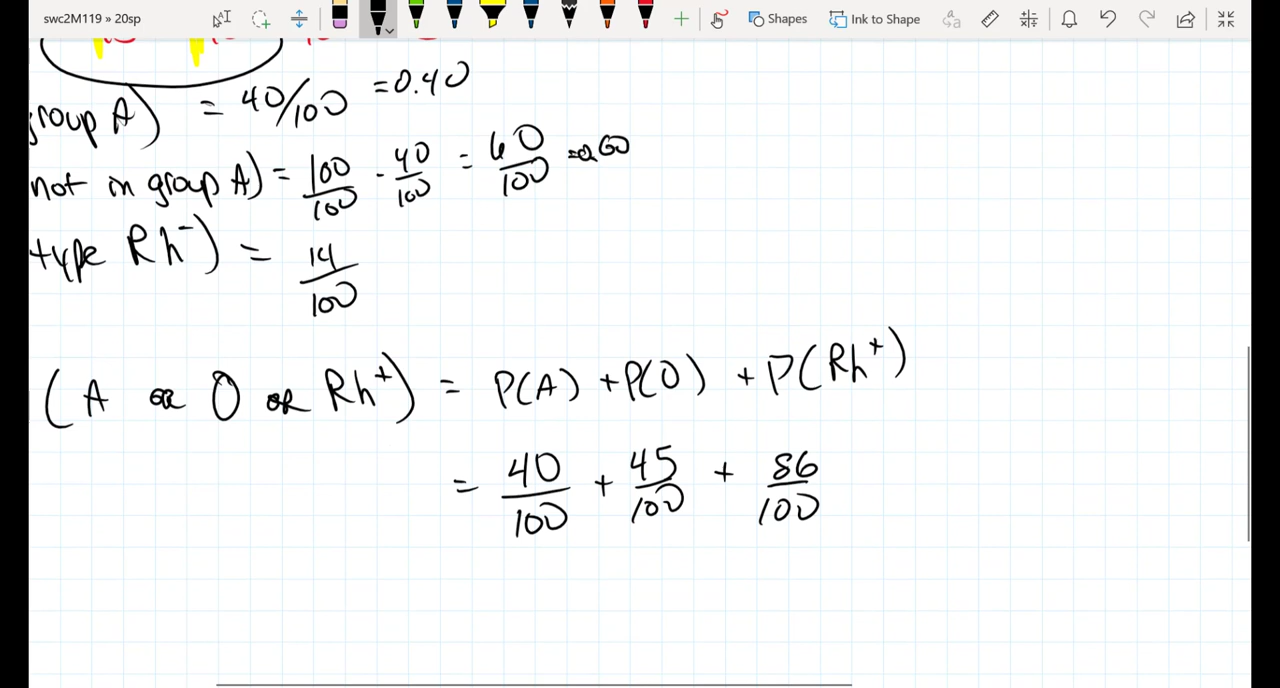 swc2M119 » 20sp
Shapes
Ink to Shape
group A) = 40/100 = 0.40
not in group A) = 100/100 - 40/100 = 60/100 = 0.60
type Rh⁻) = 14/100
(A OR O OR Rh⁺) = P(A) + P(O) + P(Rh⁺)
= 40/100 + 45/100 + 86/100